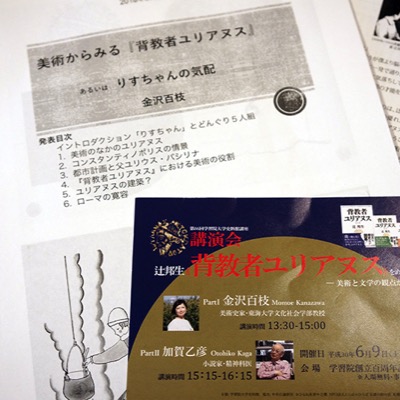 美術からみる『背教者ユリアヌス』
あるいは りすちゃんの気配
金沢百枝
発表目次
イントロダクション「りすちゃん」とどんぐり5人組
1. 美術のなかのユリアヌス
2. コンスタンティノポリスの情景
3. 都市計画と父ユリウス・バシリナ
4. 『背教者ユリアヌス』における美術の役割
5. ユリアヌスの建築?
6. ローマの寛容
講演会
辻邦生 背教者ユリアヌス
― 美術と文学の観点か
背教者
ユリアヌス
PartI 金沢百枝 Momoe Kanazawa
美術史家・東海大学文化社会学部教授
講演時間 13:30-15:00
PartII 加賀乙彦 Otohiko Kaga
小説家・精神科医
講演時間 15:15-16:15
開催日 平成30年6月9日
会 場 学習院創立百周年